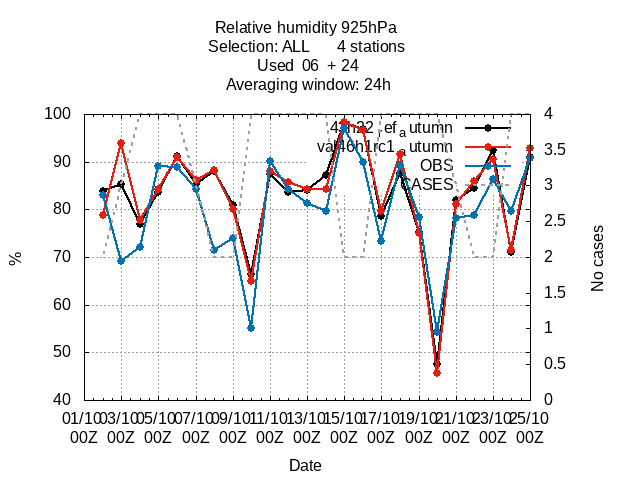 Relative humidity 925hPa
Selection: ALL 4 stations
Used 06 + 24
Averaging window: 24h
100
90
80
70
60
50
40
%
4
3.5
3
2.5
2
1.5
1
0.5
0
No cases
utumn
utumn
OBS
CASES
01/10 03/10 05/10 07/10 09/10 11/10 13/10 15/10 17/10 19/10 21/10 23/10 25/10
00Z 00Z 00Z 00Z 00Z 00Z 00Z 00Z 00Z 00Z 00Z 00Z 00Z
Date